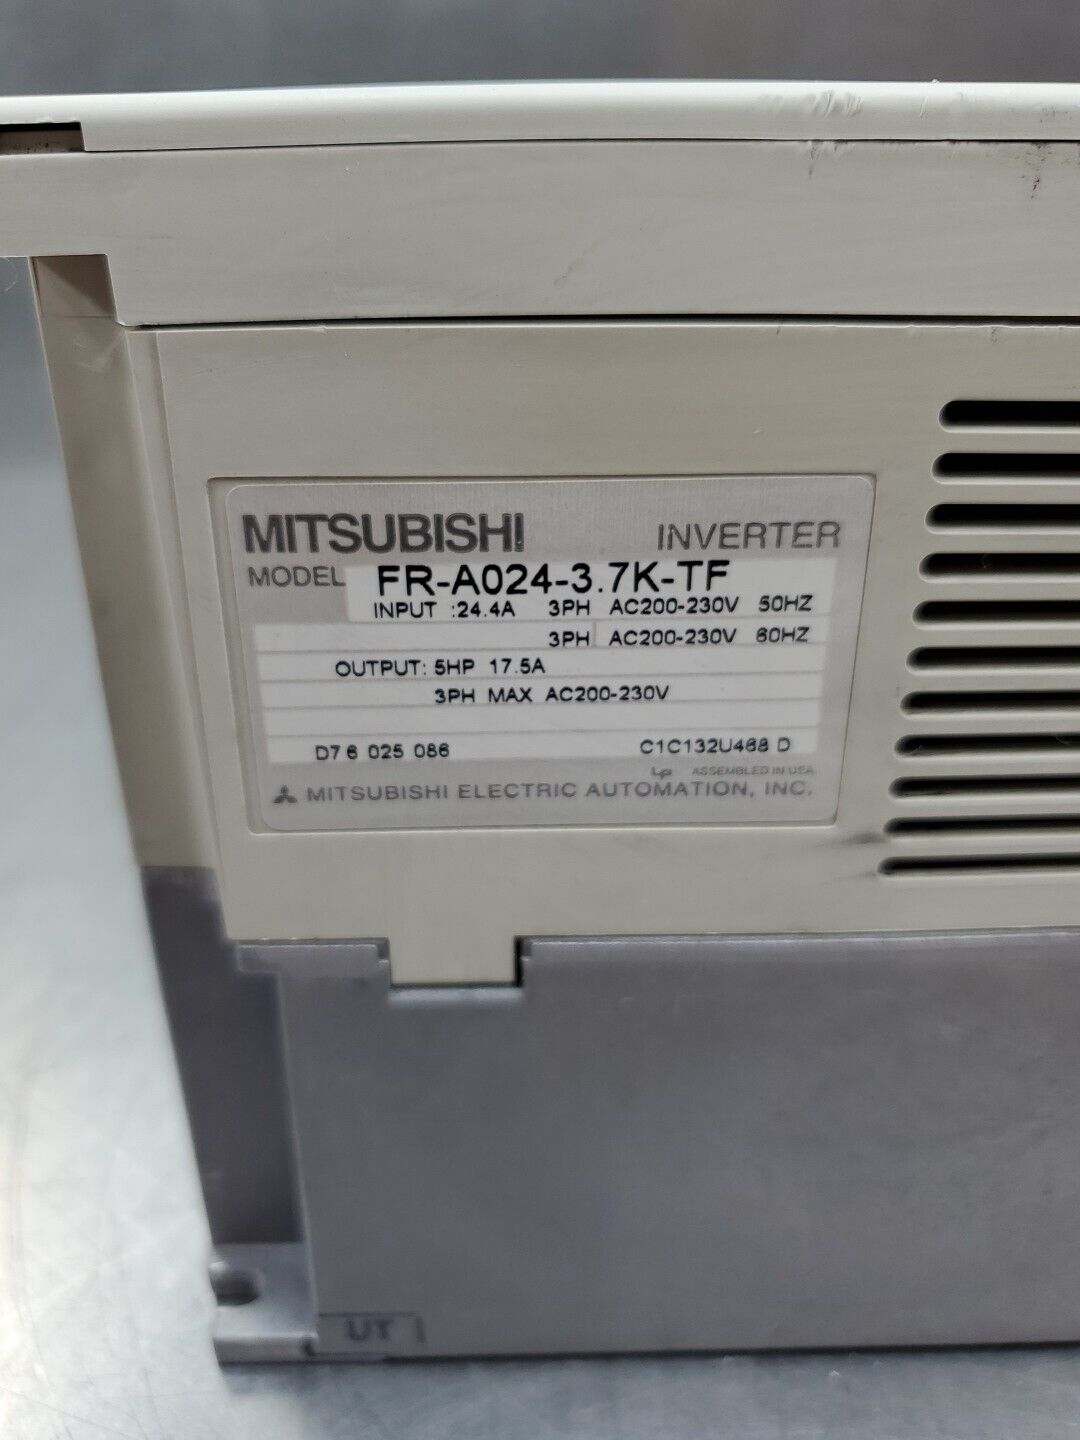 MITSUBISHI INVERTER
MODEL FR-A024-3.7K-TF
INPUT :24.4A 3PH AC200-230V 50HZ
3PH AC200-230V 60HZ
OUTPUT: 5HP 17.5A
3PH MAX AC200-230V
D7 6 025 086 C1C132U468 D
ASSEMBLED IN USA
MITSUBISHI ELECTRIC AUTOMATION, INC.
UT